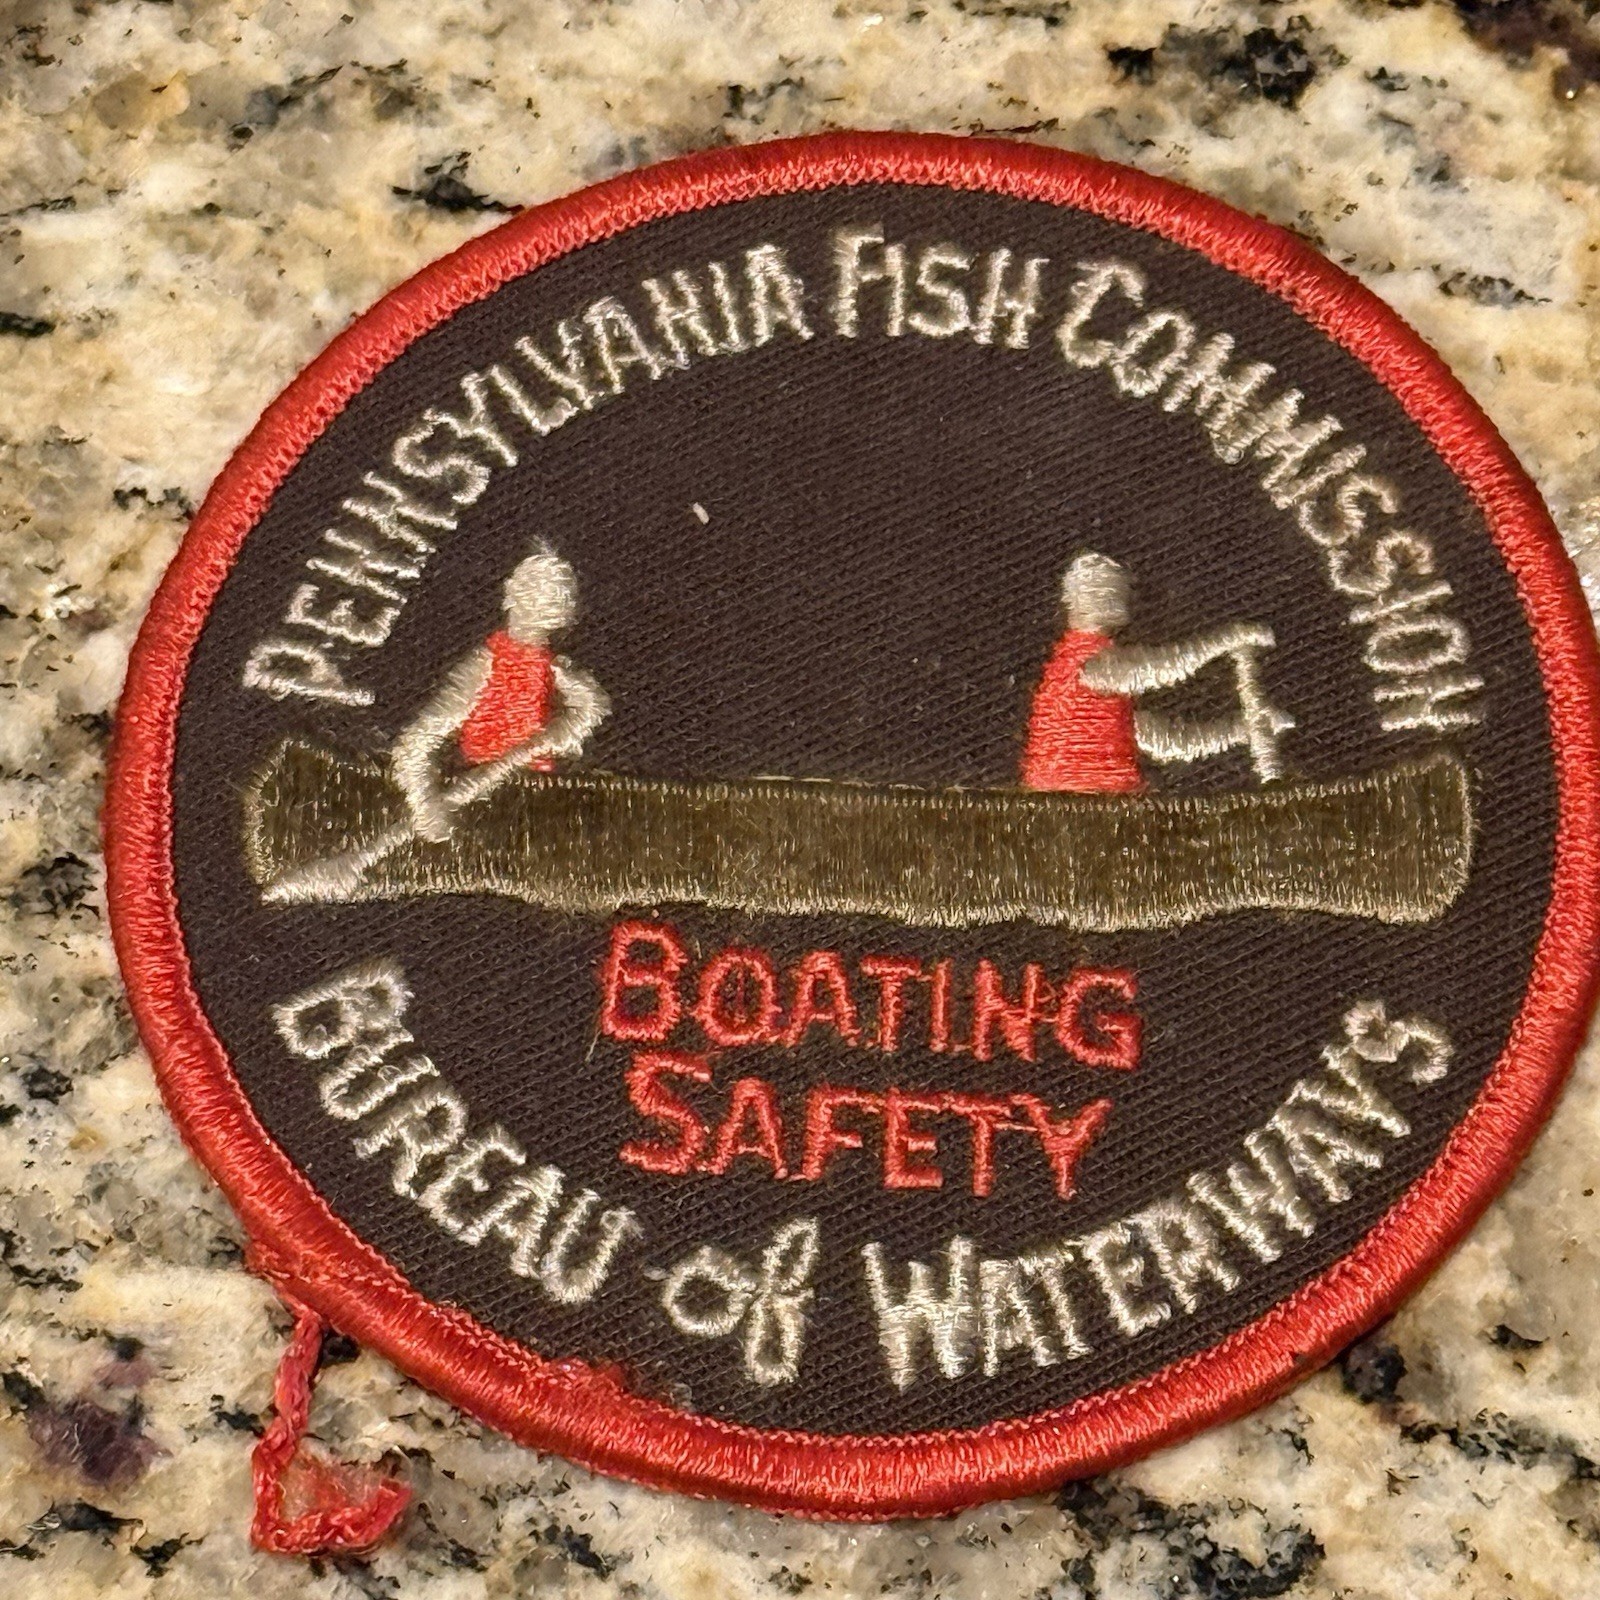 PENNSYLVANIA FISH COMMISSION
BOATING
SAFETY
BUREAU of WATERWAYS